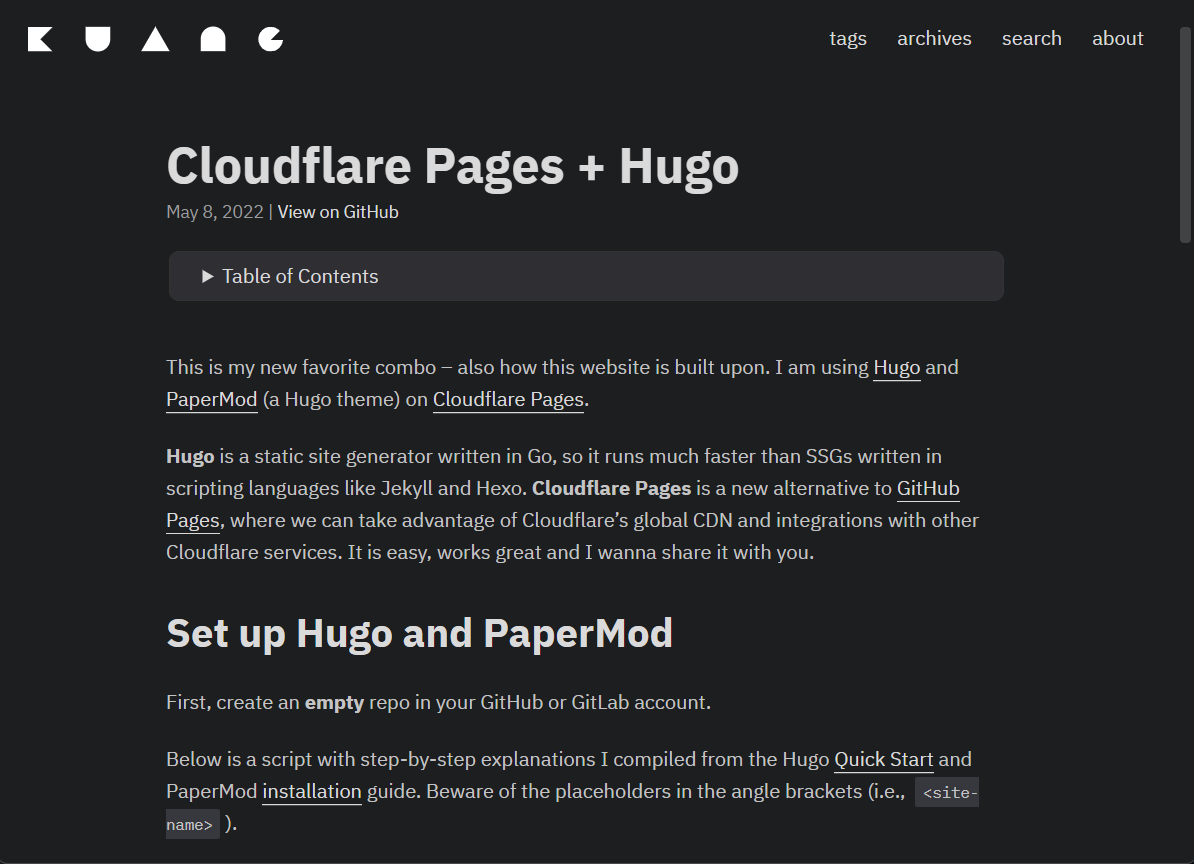 KUANG
tags archives search about
Cloudflare Pages + Hugo
May 8, 2022 | View on GitHub
Table of Contents
This is my new favorite combo – also how this website is built upon. I am using Hugo and
PaperMod (a Hugo theme) on Cloudflare Pages.
Hugo is a static site generator written in Go, so it runs much faster than SSGs written in
scripting languages like Jekyll and Hexo. Cloudflare Pages is a new alternative to GitHub
Pages, where we can take advantage of Cloudflare’s global CDN and integrations with other
Cloudflare services. It is easy, works great and I wanna share it with you.
Set up Hugo and PaperMod
First, create an empty repo in your GitHub or GitLab account.
Below is a script with step-by-step explanations I compiled from the Hugo Quick Start and
PaperMod installation guide. Beware of the placeholders in the angle brackets (i.e., <site-
name> ).